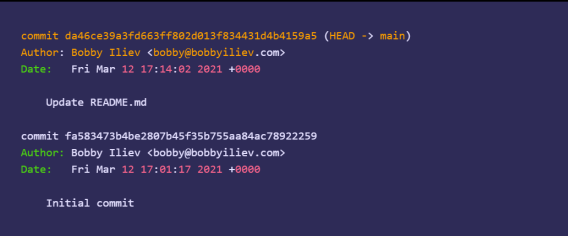 commit da46ce39a3fd663ff802d013f834431d4b4159a5 (HEAD -> main)
Author: Bobby Iliev <bobby@bobbyiliev.com>
Date:   Fri Mar 12 17:14:02 2021 +0000
Update README.md
commit fa583473b4be2807b45f35b755aa84ac78922259
Author: Bobby Iliev <bobby@bobbyiliev.com>
Date:   Fri Mar 12 17:01:17 2021 +0000
Initial commit